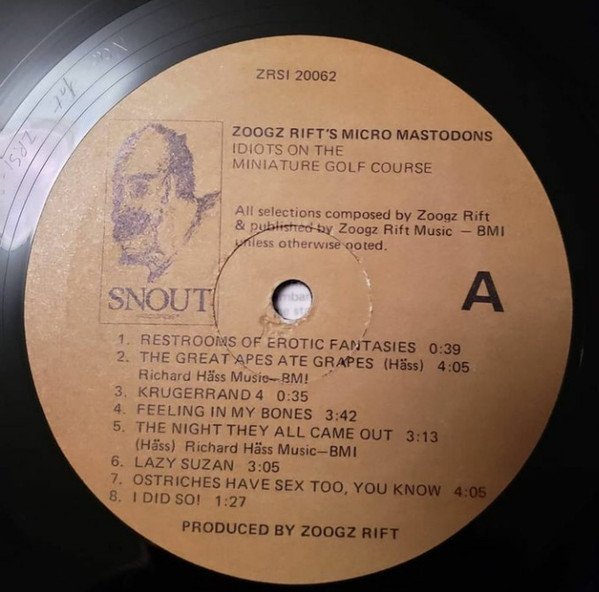 ZRSI 20062
ZOOGZ RIFT'S MICRO MASTODONS
IDIOTS ON THE
MINIATURE GOLF COURSE
All selections composed by Zoogz Rift
& published by Zoogz Rift Music — BMI
unless otherwise noted.
SNOUT
RECORDS
A
1. RESTROOMS OF EROTIC FANTASIES 0:39
2. THE GREAT APES ATE GRAPES (Häss) 4:05
Richard Häss Music—BMI
3. KRUGERRAND 4 0:35
4. FEELING IN MY BONES 3:42
5. THE NIGHT THEY ALL CAME OUT 3:13
(Häss) Richard Häss Music—BMI
6. LAZY SUZAN 3:05
7. OSTRICHES HAVE SEX TOO, YOU KNOW 4:05
8. I DID SO! 1:27
PRODUCED BY ZOOGZ RIFT